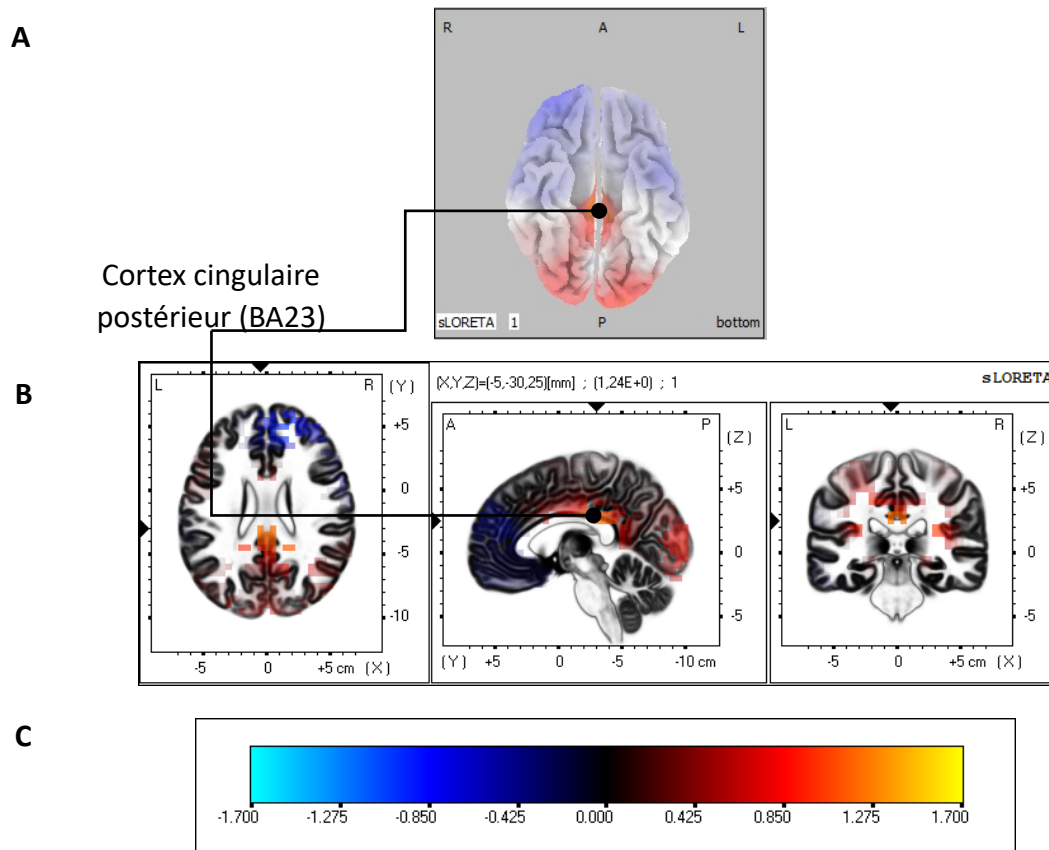 A
R A L
Cortex cingulaire
postérieur (BA23)
sLORETA 1 P bottom
B
L R (Y)
+5
0
-5
-10
-5 0 +5 cm (X)
(X,Y,Z)=(-5,-30,25)[mm] ; (1,24E+0) ; 1
sLORETA
A P (Z)
+5
0
-5
(Y) +5 0 -5 -10 cm
L R (Z)
+5
0
-5
-5 0 +5 cm (X)
C
-1.700 -1.275 -0.850 -0.425 0.000 0.425 0.850 1.275 1.700